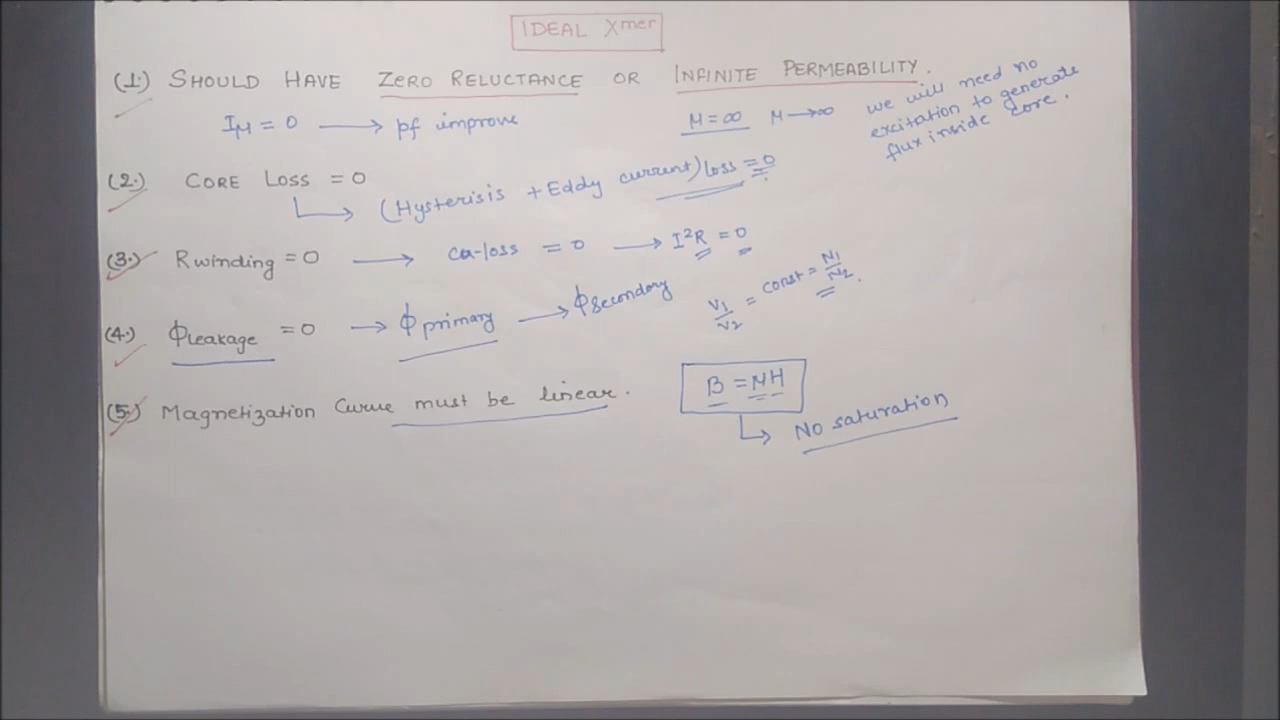 IDEAL Xmer
(1.) SHOULD HAVE ZERO RELUCTANCE OR INFINITE PERMEABILITY.
IM = 0 ⟶ pf improve
μ = ∞ μ → ∞
we will need no
excitation to generate
flux inside core.
(2.) CORE LOSS = 0
↳ (Hysterisis + Eddy current) loss = 0
(3.) Rwinding = 0 ⟶ cu-loss = 0 ⟶ I²R = 0
(4.) Φleakage = 0 ⟶ Φprimary ⟶ Φsecondary
V1/V2 = const = N1/N2.
(5.) Magnetization Curve must be linear.
B = μH
↳ No saturation